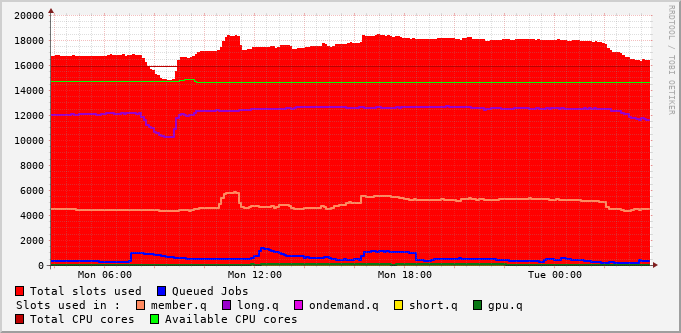 20000
18000
16000
14000
12000
10000
8000
6000
4000
2000
0
Mon 06:00 Mon 12:00 Mon 18:00 Tue 00:00
RRDTOOL / TOBI OETIKER
Total slots used Queued Jobs
Slots used in : member.q long.q ondemand.q short.q gpu.q
Total CPU cores Available CPU cores